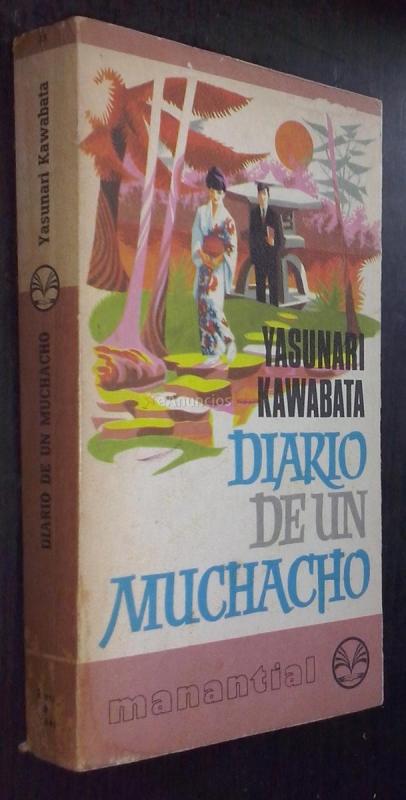 Yasunari Kawabata
DIARIO DE UN MUCHACHO
YASUNARI
KAWABATA
DIARIO
DE UN
MUCHACHO
manantial